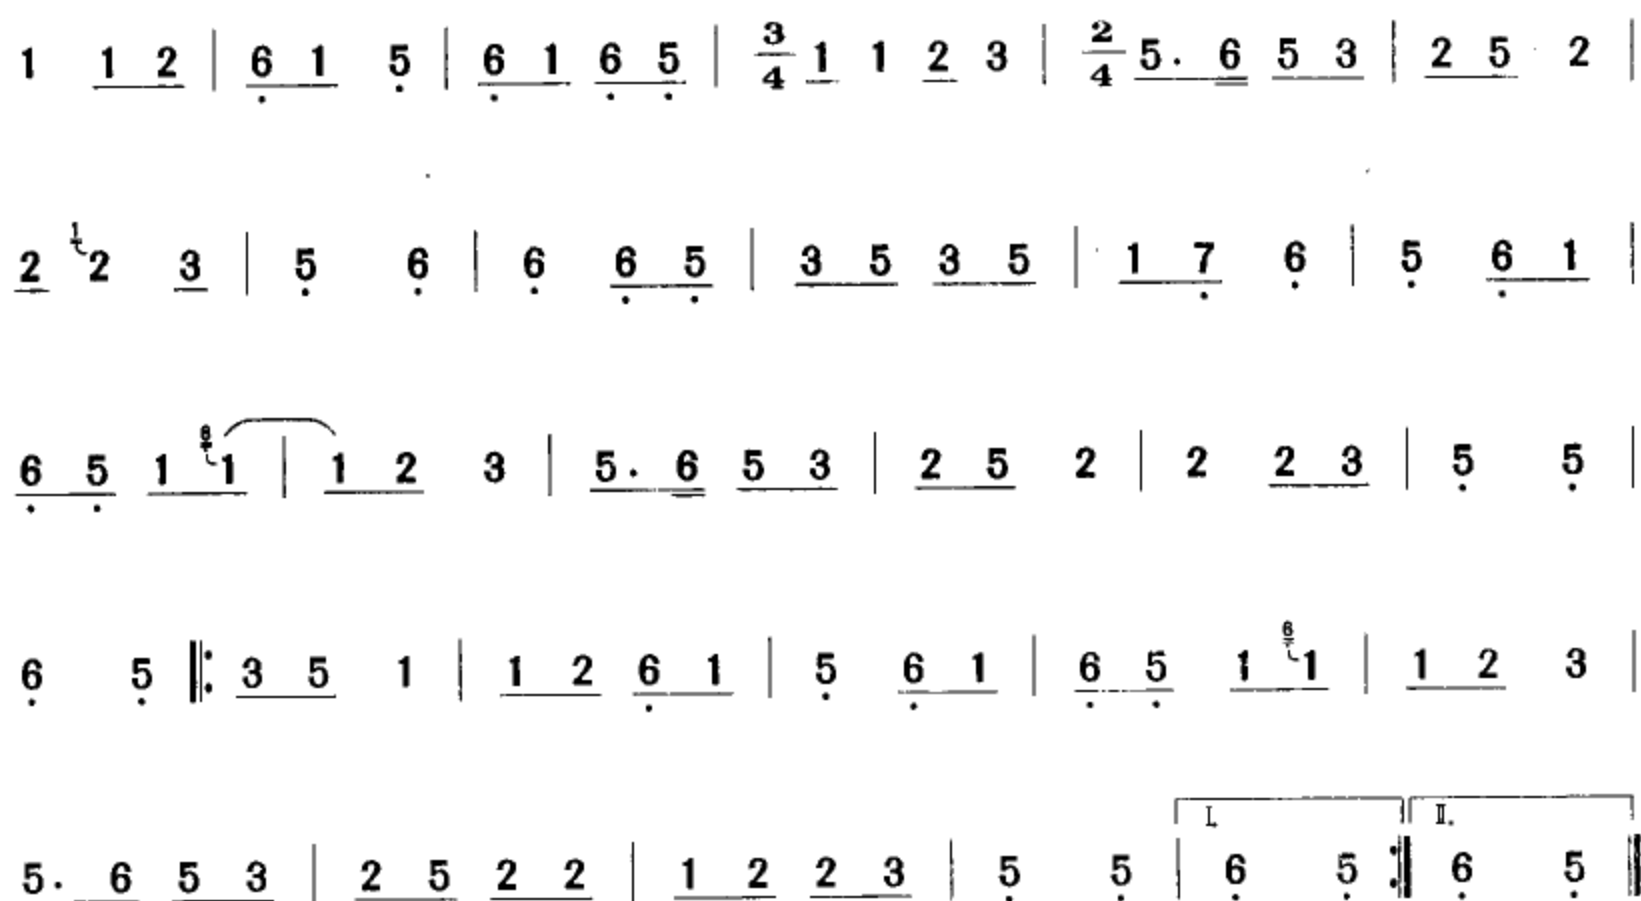 1 1 2 | 6 1 5 | 6 1 6 5 | 3/4 1 1 2 3 | 2/4 5. 6 5 3 | 2 5 2 |
2 1 2 3 | 5 6 | 6 6 5 | 3 5 3 5 | 1 7 6 | 5 6 1 |
6 5 1 6 1 | 1 2 3 | 5. 6 5 3 | 2 5 2 | 2 2 3 | 5 5 |
6 5 |: 3 5 1 | 1 2 6 1 | 5 6 1 | 6 5 1 6 1 | 1 2 3 |
5. 6 5 3 | 2 5 2 2 | 1 2 2 3 | 5 5 | I. 6 5 :| II. 6 5 |